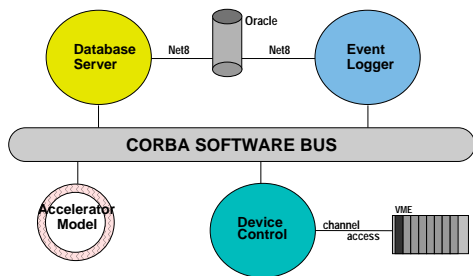 Oracle
Database
Server
Net8
Net8
Event
Logger
CORBA SOFTWARE BUS
Accelerator
Model
Device
Control
channel
access
VME